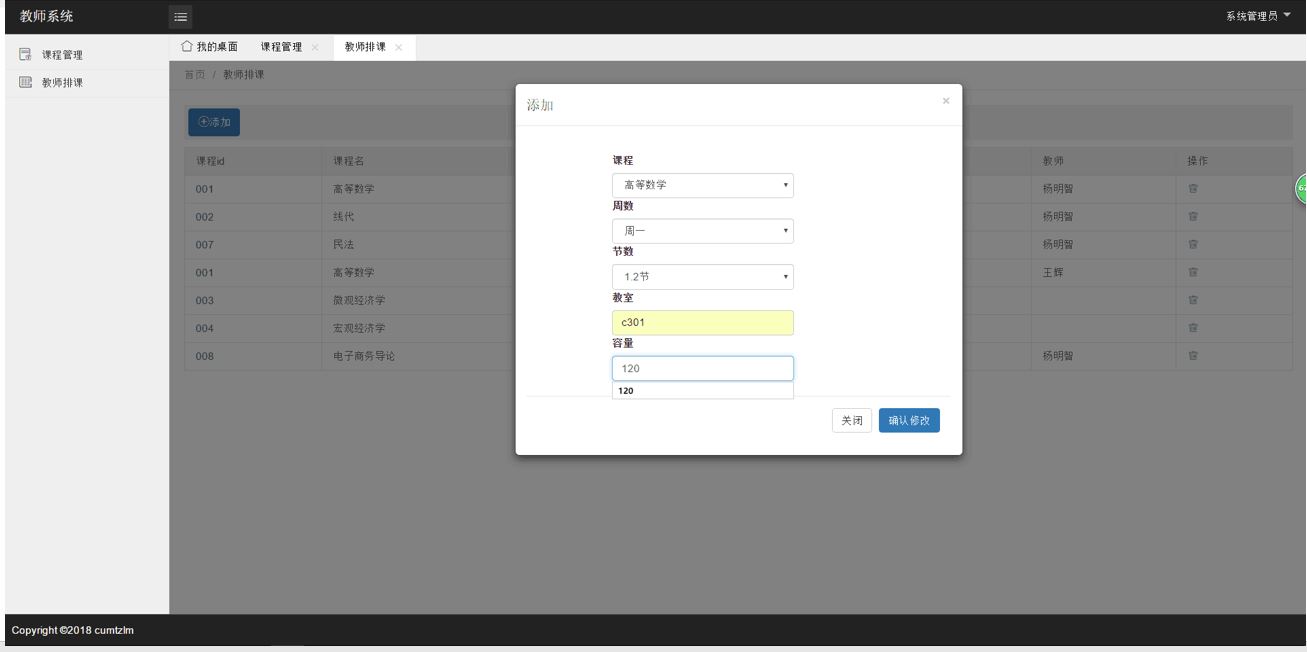 教师系统
系统管理员
课程管理
教师排课
我的桌面 课程管理 × 教师排课 ×
首页 / 教师排课
添加
课程id 课程名 教师 操作
001 高等数学 杨明智
002 线代 杨明智
007 民法 杨明智
001 高等数学 王辉
003 微观经济学
004 宏观经济学
008 电子商务导论 杨明智
添加 ×
课程
高等数学
周数
周一
节数
1.2节
教室
c301
容量
120
120
关闭 确认修改
Copyright ©2018 cumtzlm